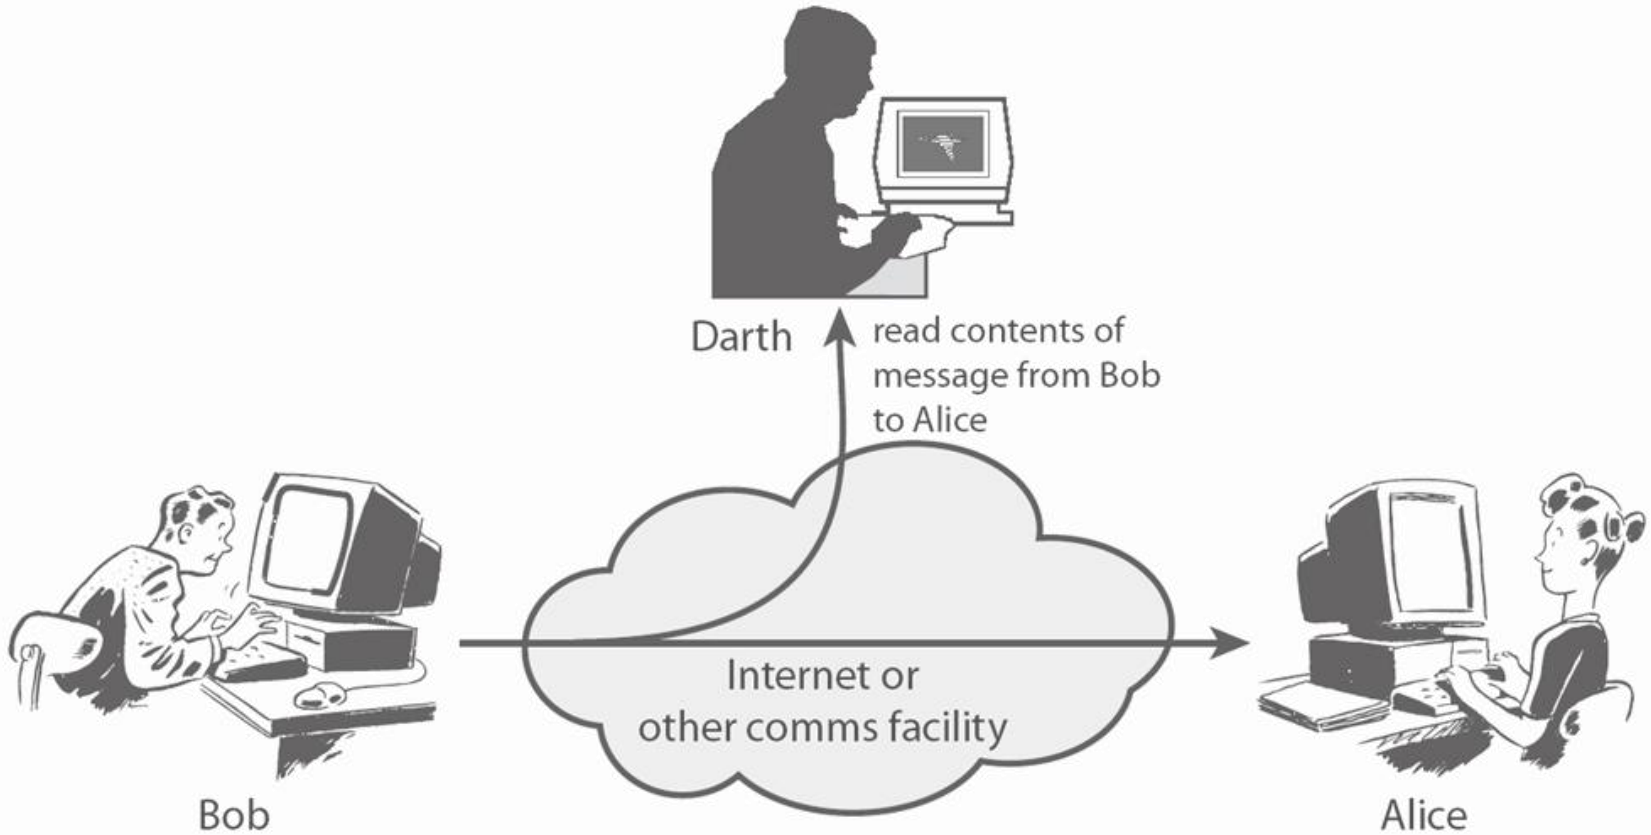 Darth
read contents of
message from Bob
to Alice
Internet or
other comms facility
Bob
Alice